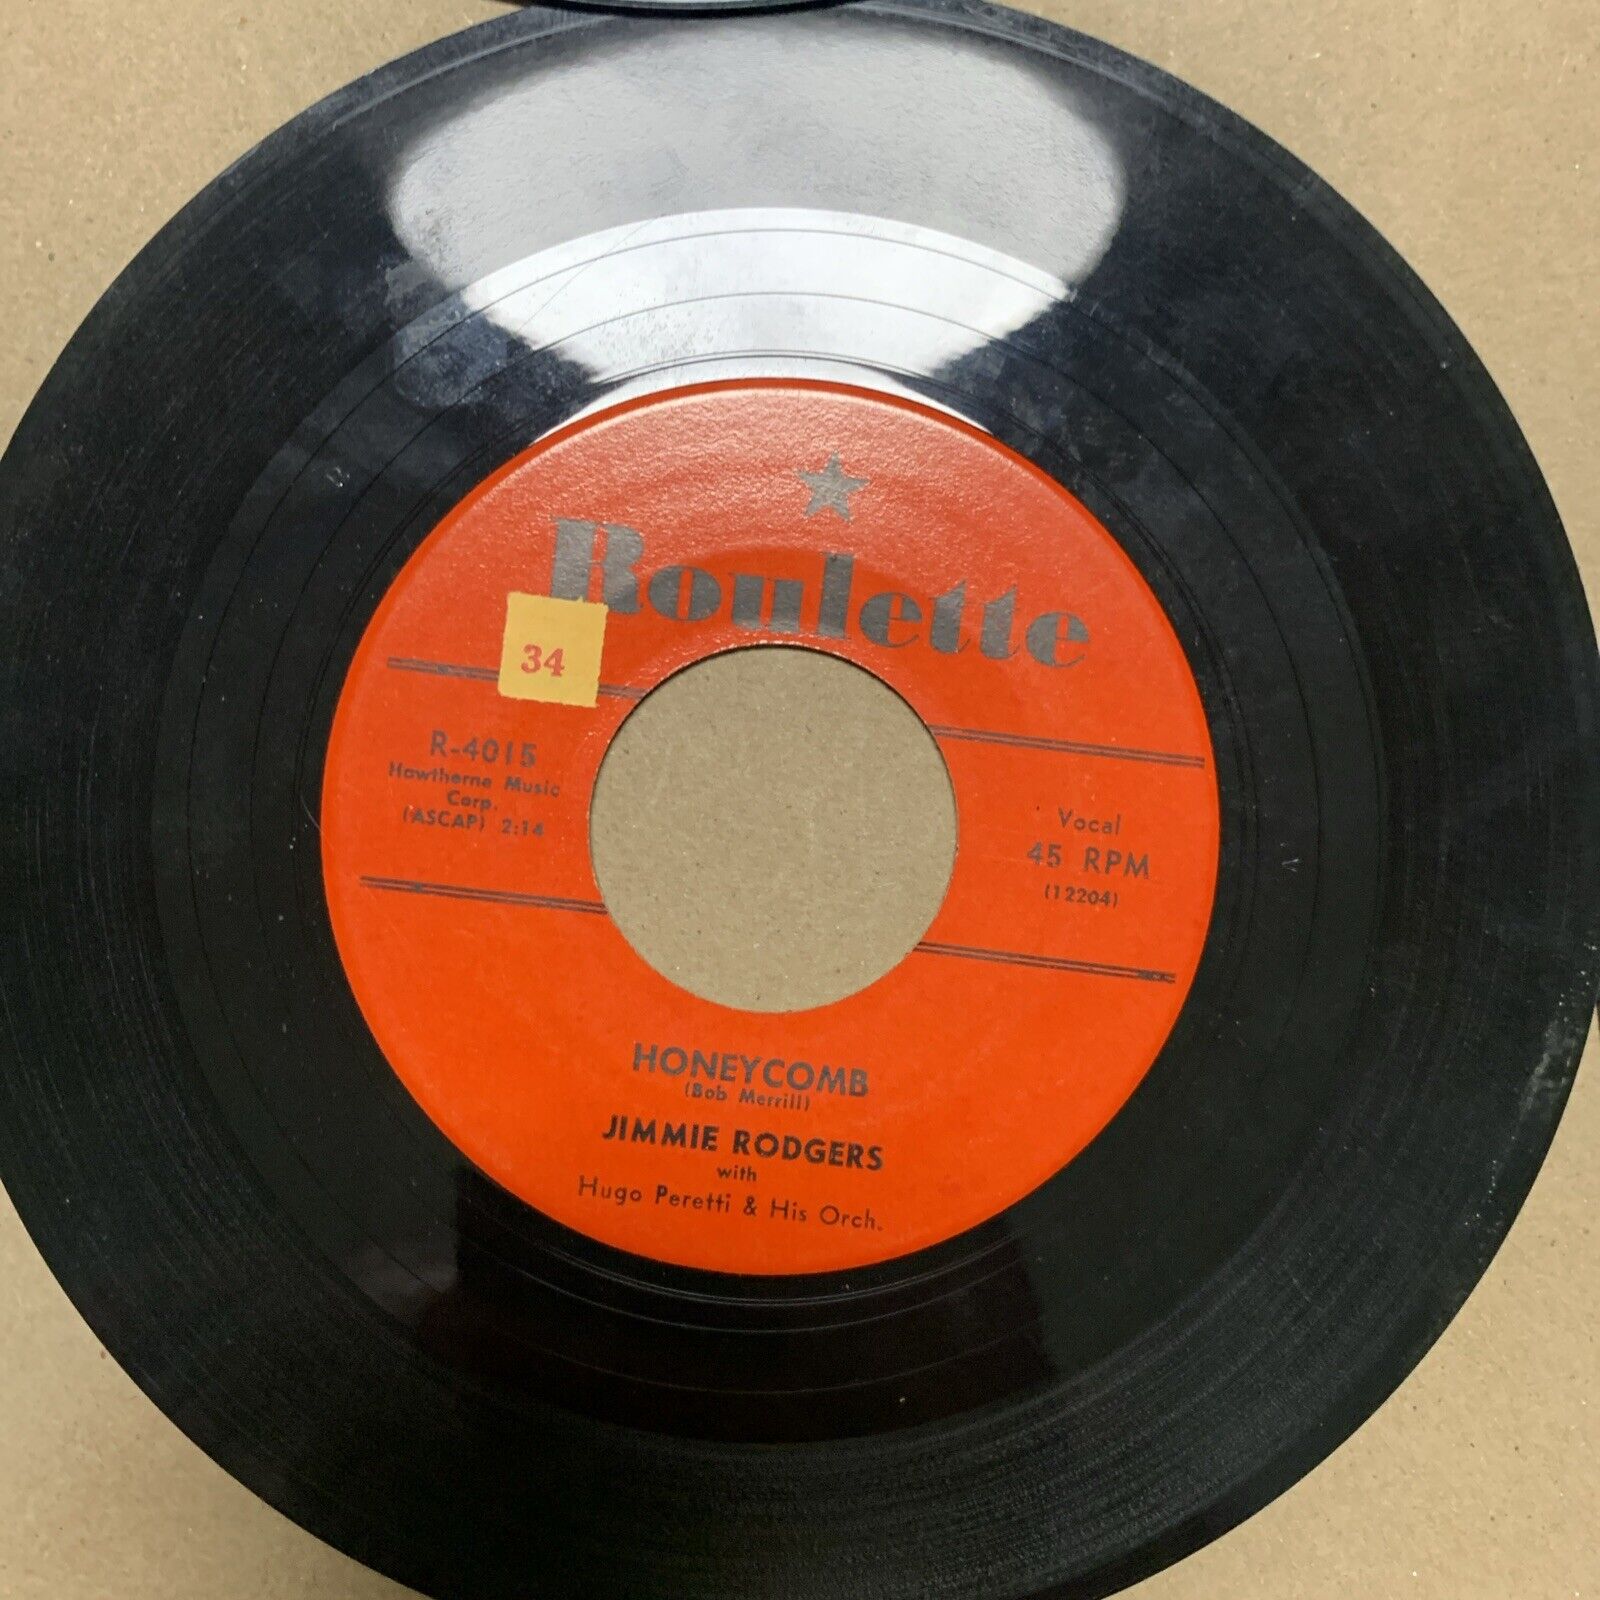 Roulette
34
R-4015
Hawthorne Music
Corp.
(ASCAP) 2:14
Vocal
45 RPM
(12204)
HONEYCOMB
(Bob Merrill)
JIMMIE RODGERS
with
Hugo Peretti & His Orch.